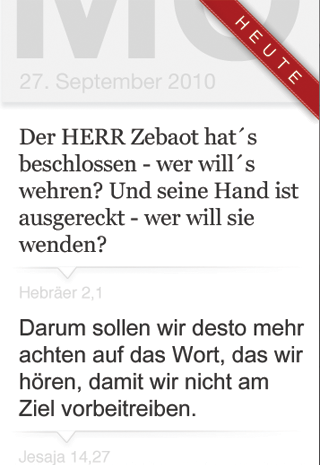 MO
HEUTE
27. September 2010
Der HERR Zebaot hat´s
beschlossen - wer will´s
wehren? Und seine Hand ist
ausgereckt - wer will sie
wenden?
Hebräer 2,1
Darum sollen wir desto mehr
achten auf das Wort, das wir
hören, damit wir nicht am
Ziel vorbeitreiben.
Jesaja 14,27